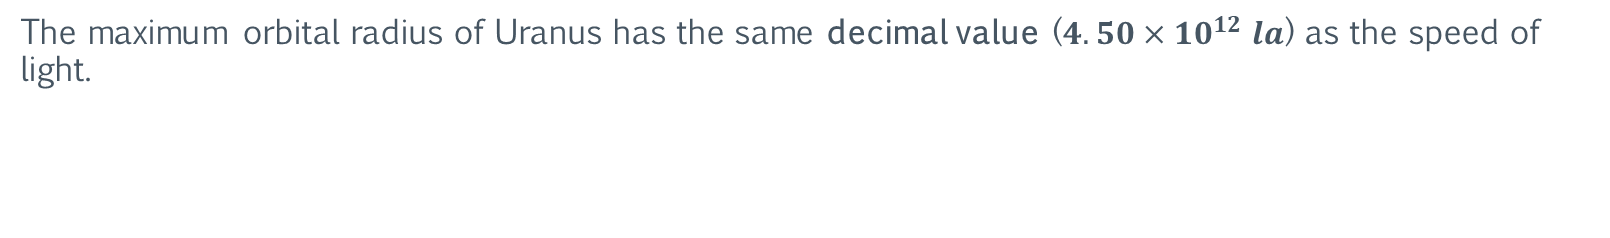 The maximum orbital radius of Uranus has the same decimal value (4.50 × 10¹² la) as the speed of
light.